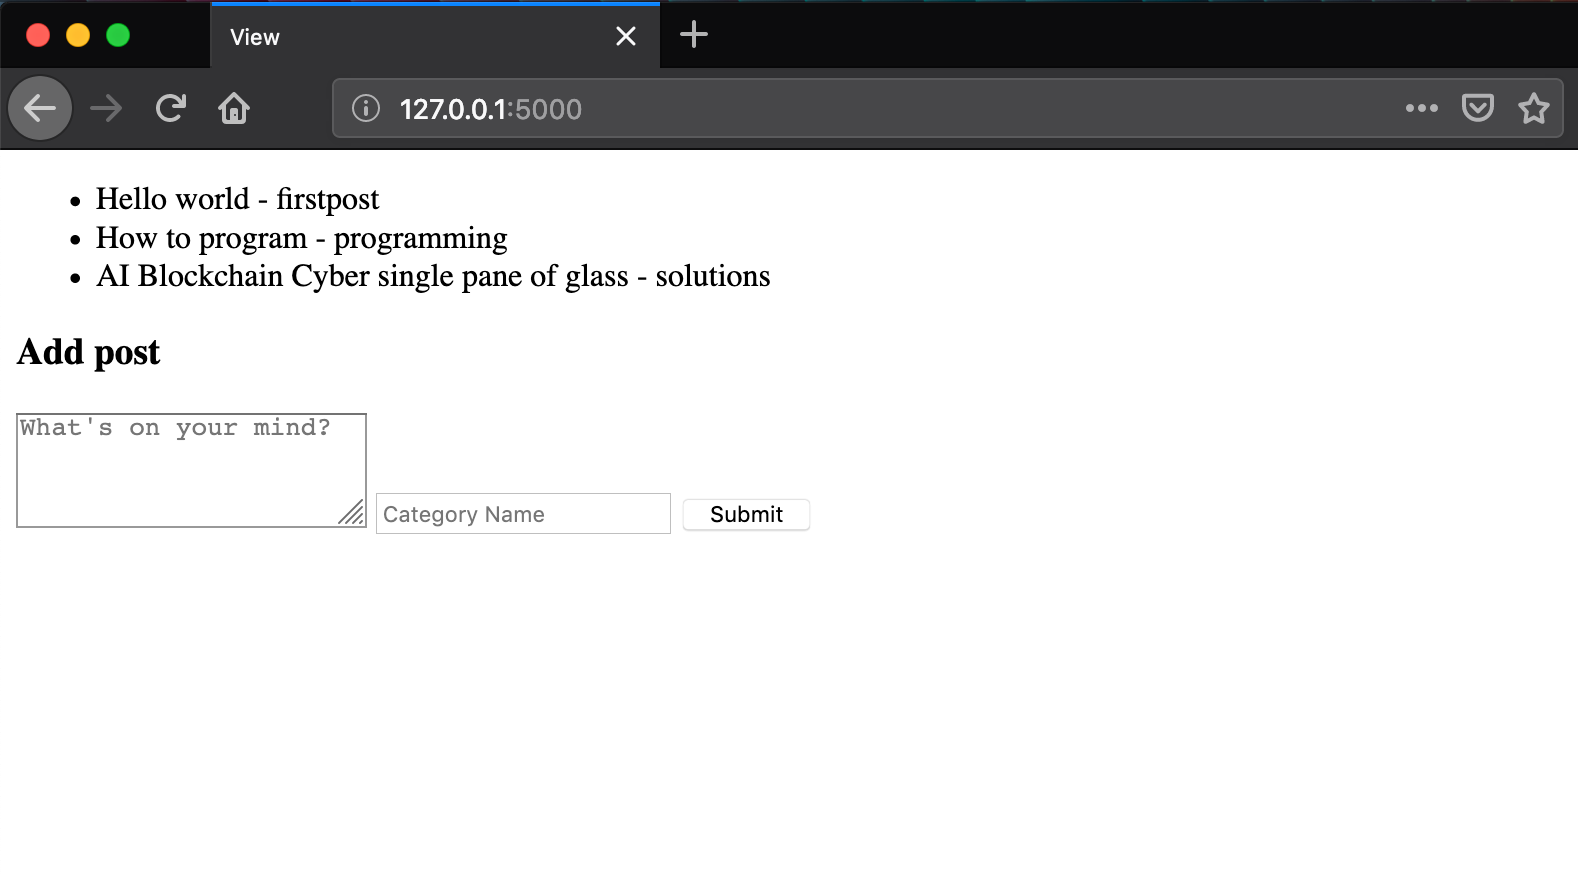 View
127.0.0.1:5000
Hello world - firstpost
How to program - programming
AI Blockchain Cyber single pane of glass - solutions
Add post
What's on your mind?
Category Name Submit